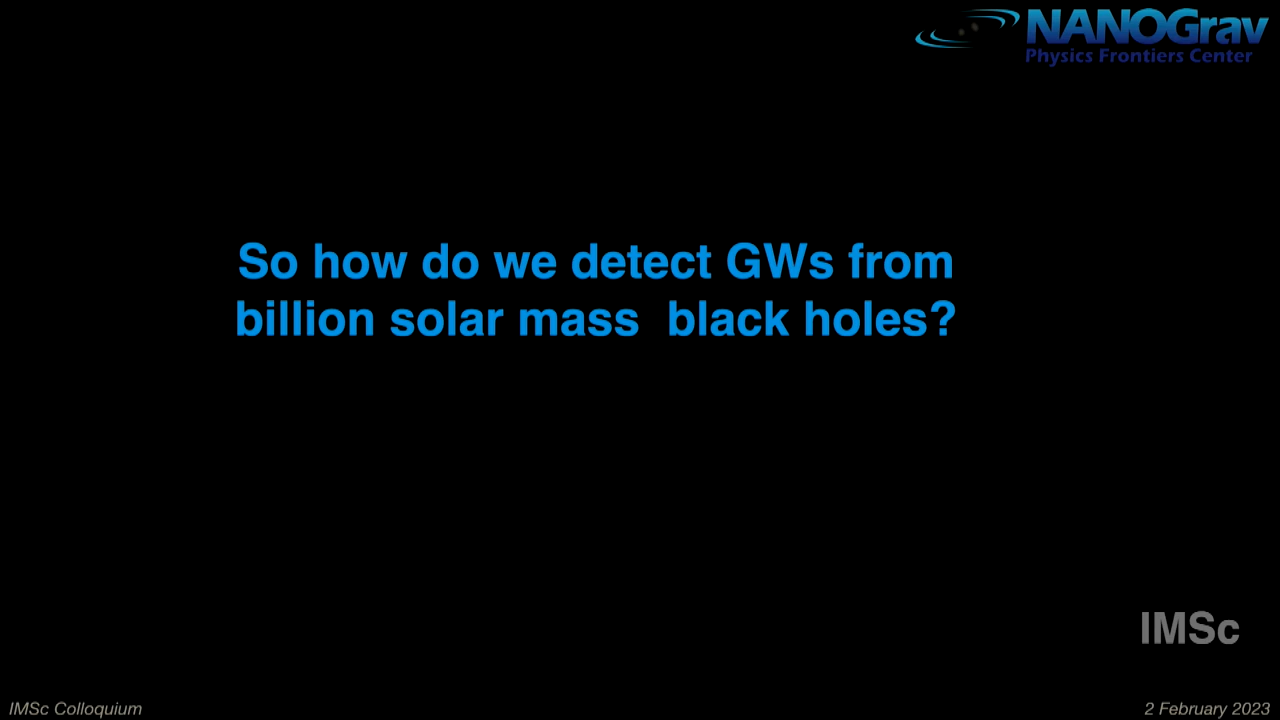 NANOGrav
Physics Frontiers Center
So how do we detect GWs from
billion solar mass  black holes?
IMSc
IMSc Colloquium
2 February 2023